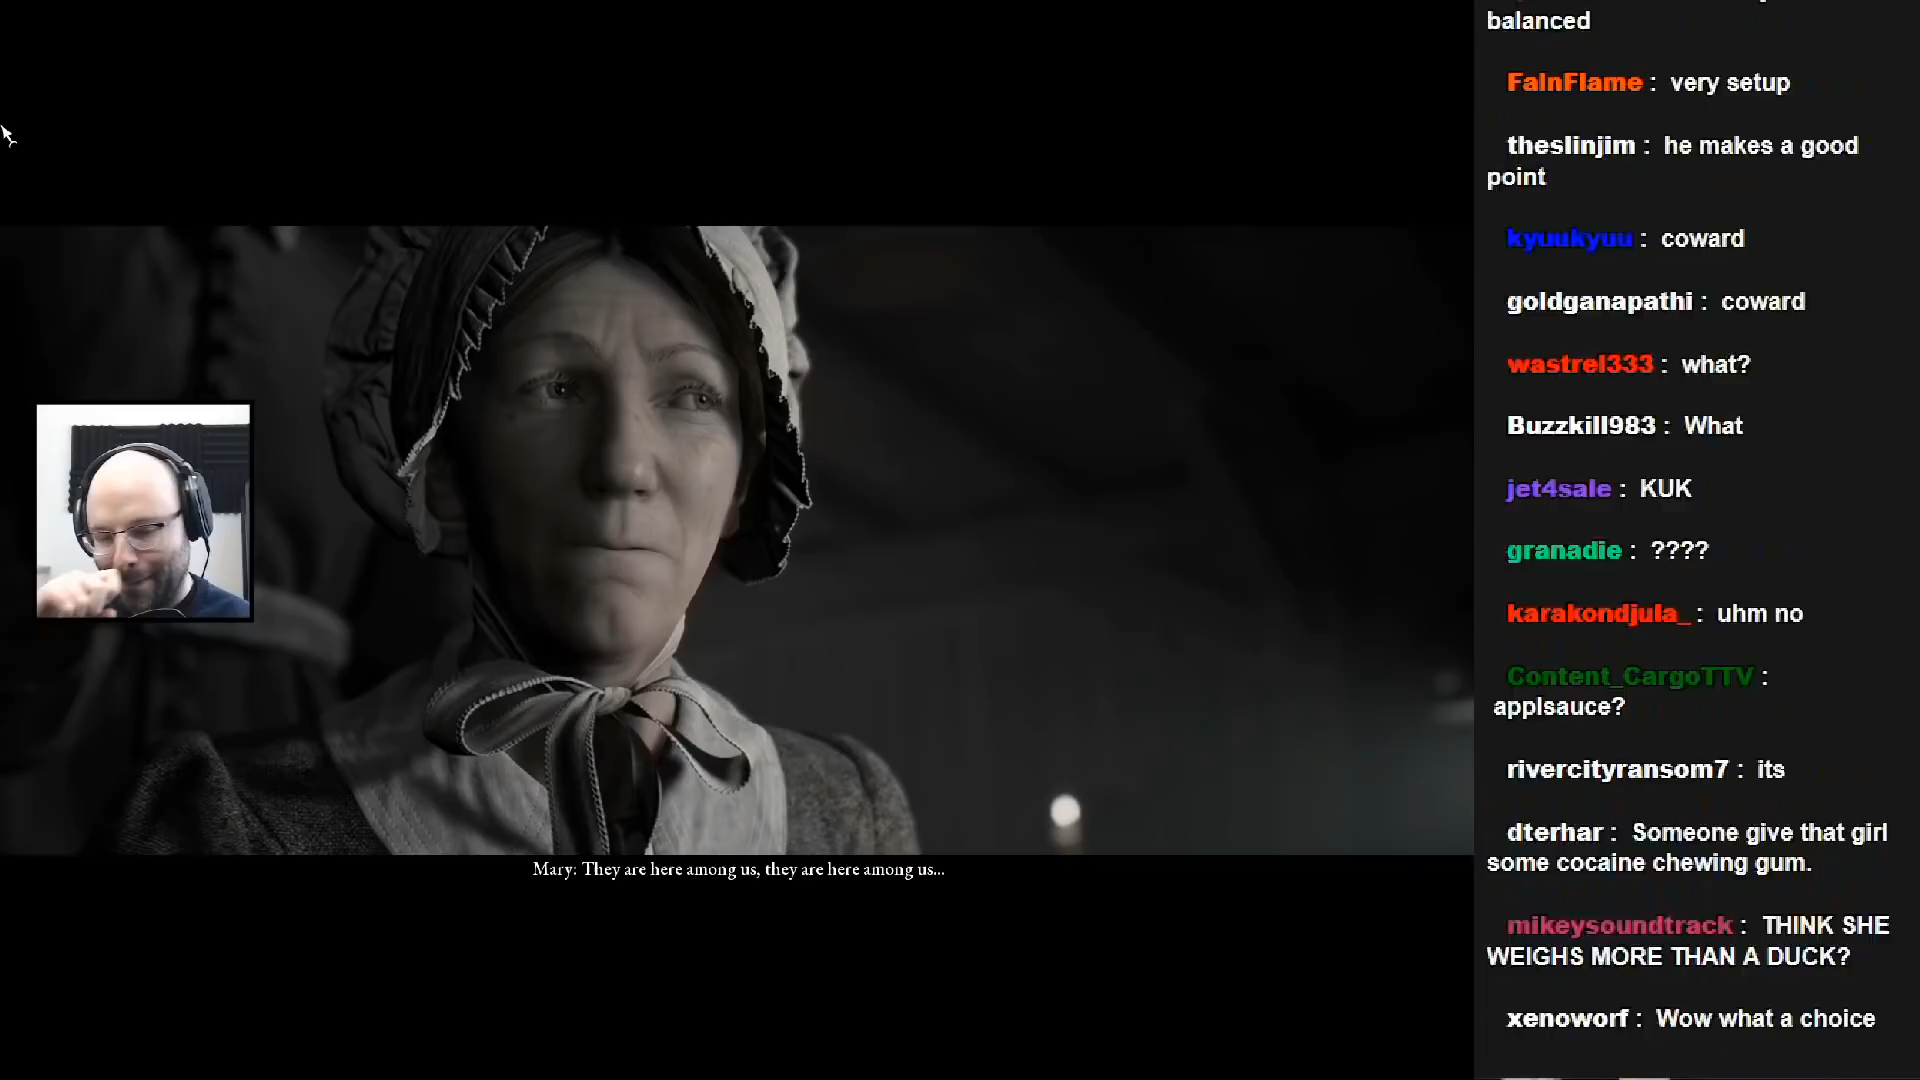 balanced
FalnFlame : very setup
theslinjim : he makes a good
point
kyuukyuu : coward
goldganapathi : coward
wastrel333 : what?
Buzzkill983 : What
jet4sale : KUK
granadie : ????
karakondjula_ : uhm no
Content_CargoTTV :
applsauce?
rivercityransom7 : its
dterhar : Someone give that girl
some cocaine chewing gum.
mikeysoundtrack : THINK SHE
WEIGHS MORE THAN A DUCK?
xenoworf : Wow what a choice
Mary: They are here among us, they are here among us...